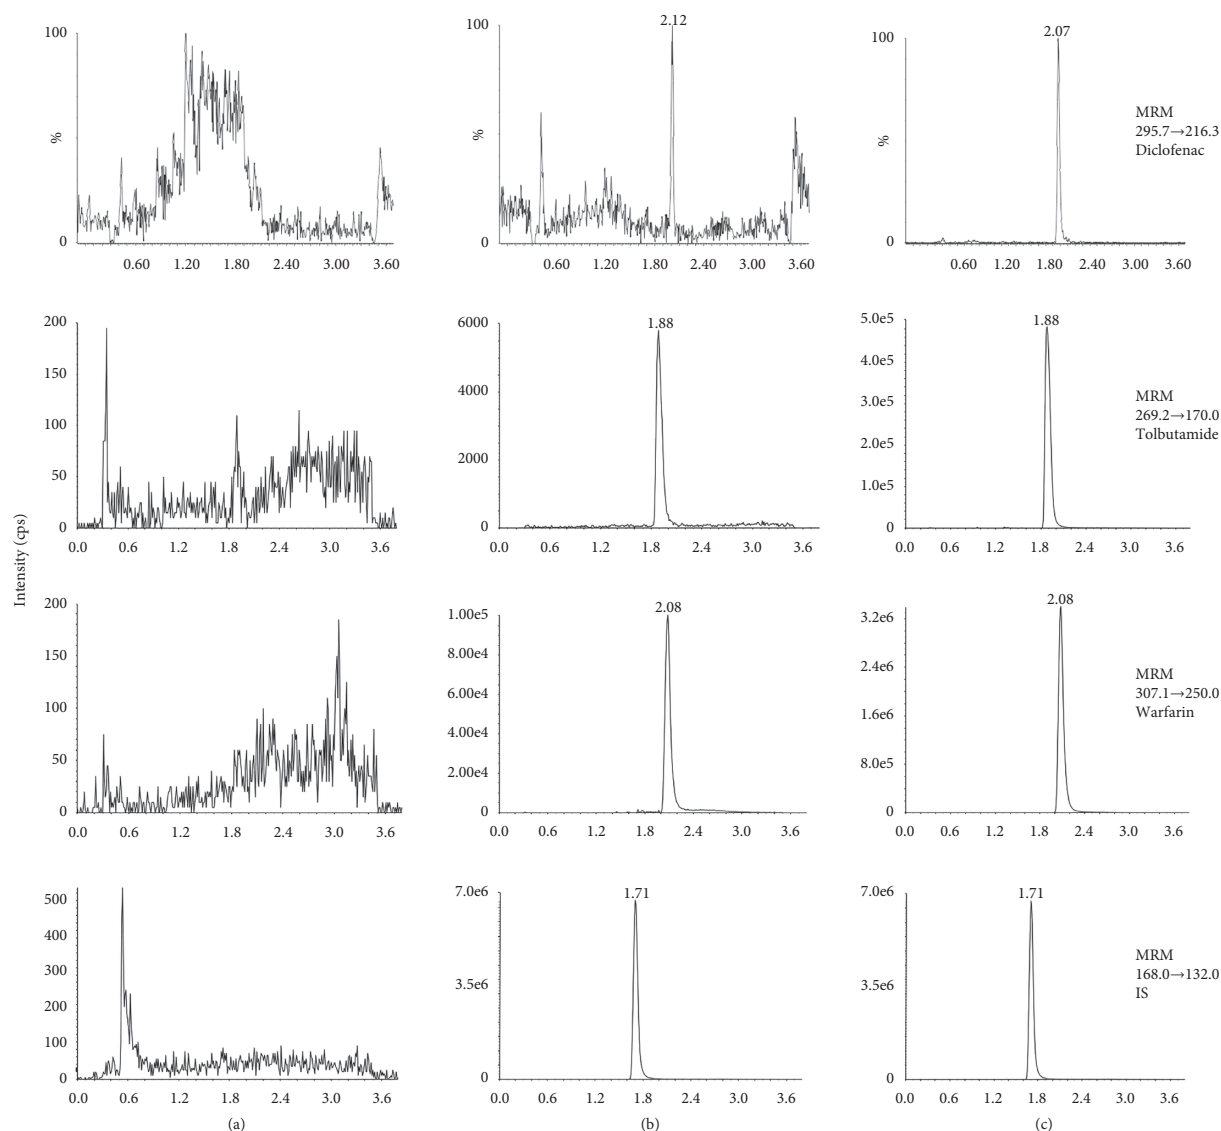 100
%
0
0.60 1.20 1.80 2.40 3.60
2.12
100
%
0
0.60 1.20 1.80 2.40 3.00 3.60
2.07
100
%
0
0.60 1.20 1.80 2.40 3.00 3.60
MRM
295.7→216.3
Diclofenac
Intensity (cps)
200
150
100
50
0
0.0 0.6 1.2 1.8 2.4 3.0 3.6
6000
4000
2000
0
1.88
0.0 0.6 1.2 1.8 2.4 3.0 3.6
5.0e5
4.0e5
3.0e5
2.0e5
1.0e5
0
1.88
0.0 0.6 1.2 1.8 2.4 3.0 3.6
MRM
269.2→170.0
Tolbutamide
200
150
100
50
0
0.0 0.6 1.2 1.8 2.4 3.0 3.6
1.00e5
8.00e4
6.00e4
4.00e4
2.00e4
0
2.08
0.0 0.6 1.2 1.8 2.4 3.0 3.6
3.2e6
2.4e6
1.6e6
8.0e5
0
2.08
0.0 0.6 1.2 1.8 2.4 3.0 3.6
MRM
307.1→250.0
Warfarin
500
400
300
200
100
0
0.0 0.6 1.2 1.8 2.4 3.0 3.6
(a)
7.0e6
3.5e6
0
1.71
0.0 0.6 1.2 1.8 2.4 3.0 3.6
(b)
7.0e6
3.5e6
0
1.71
0.0 0.6 1.2 1.8 2.4 3.0 3.6
(c)
MRM
168.0→132.0
IS